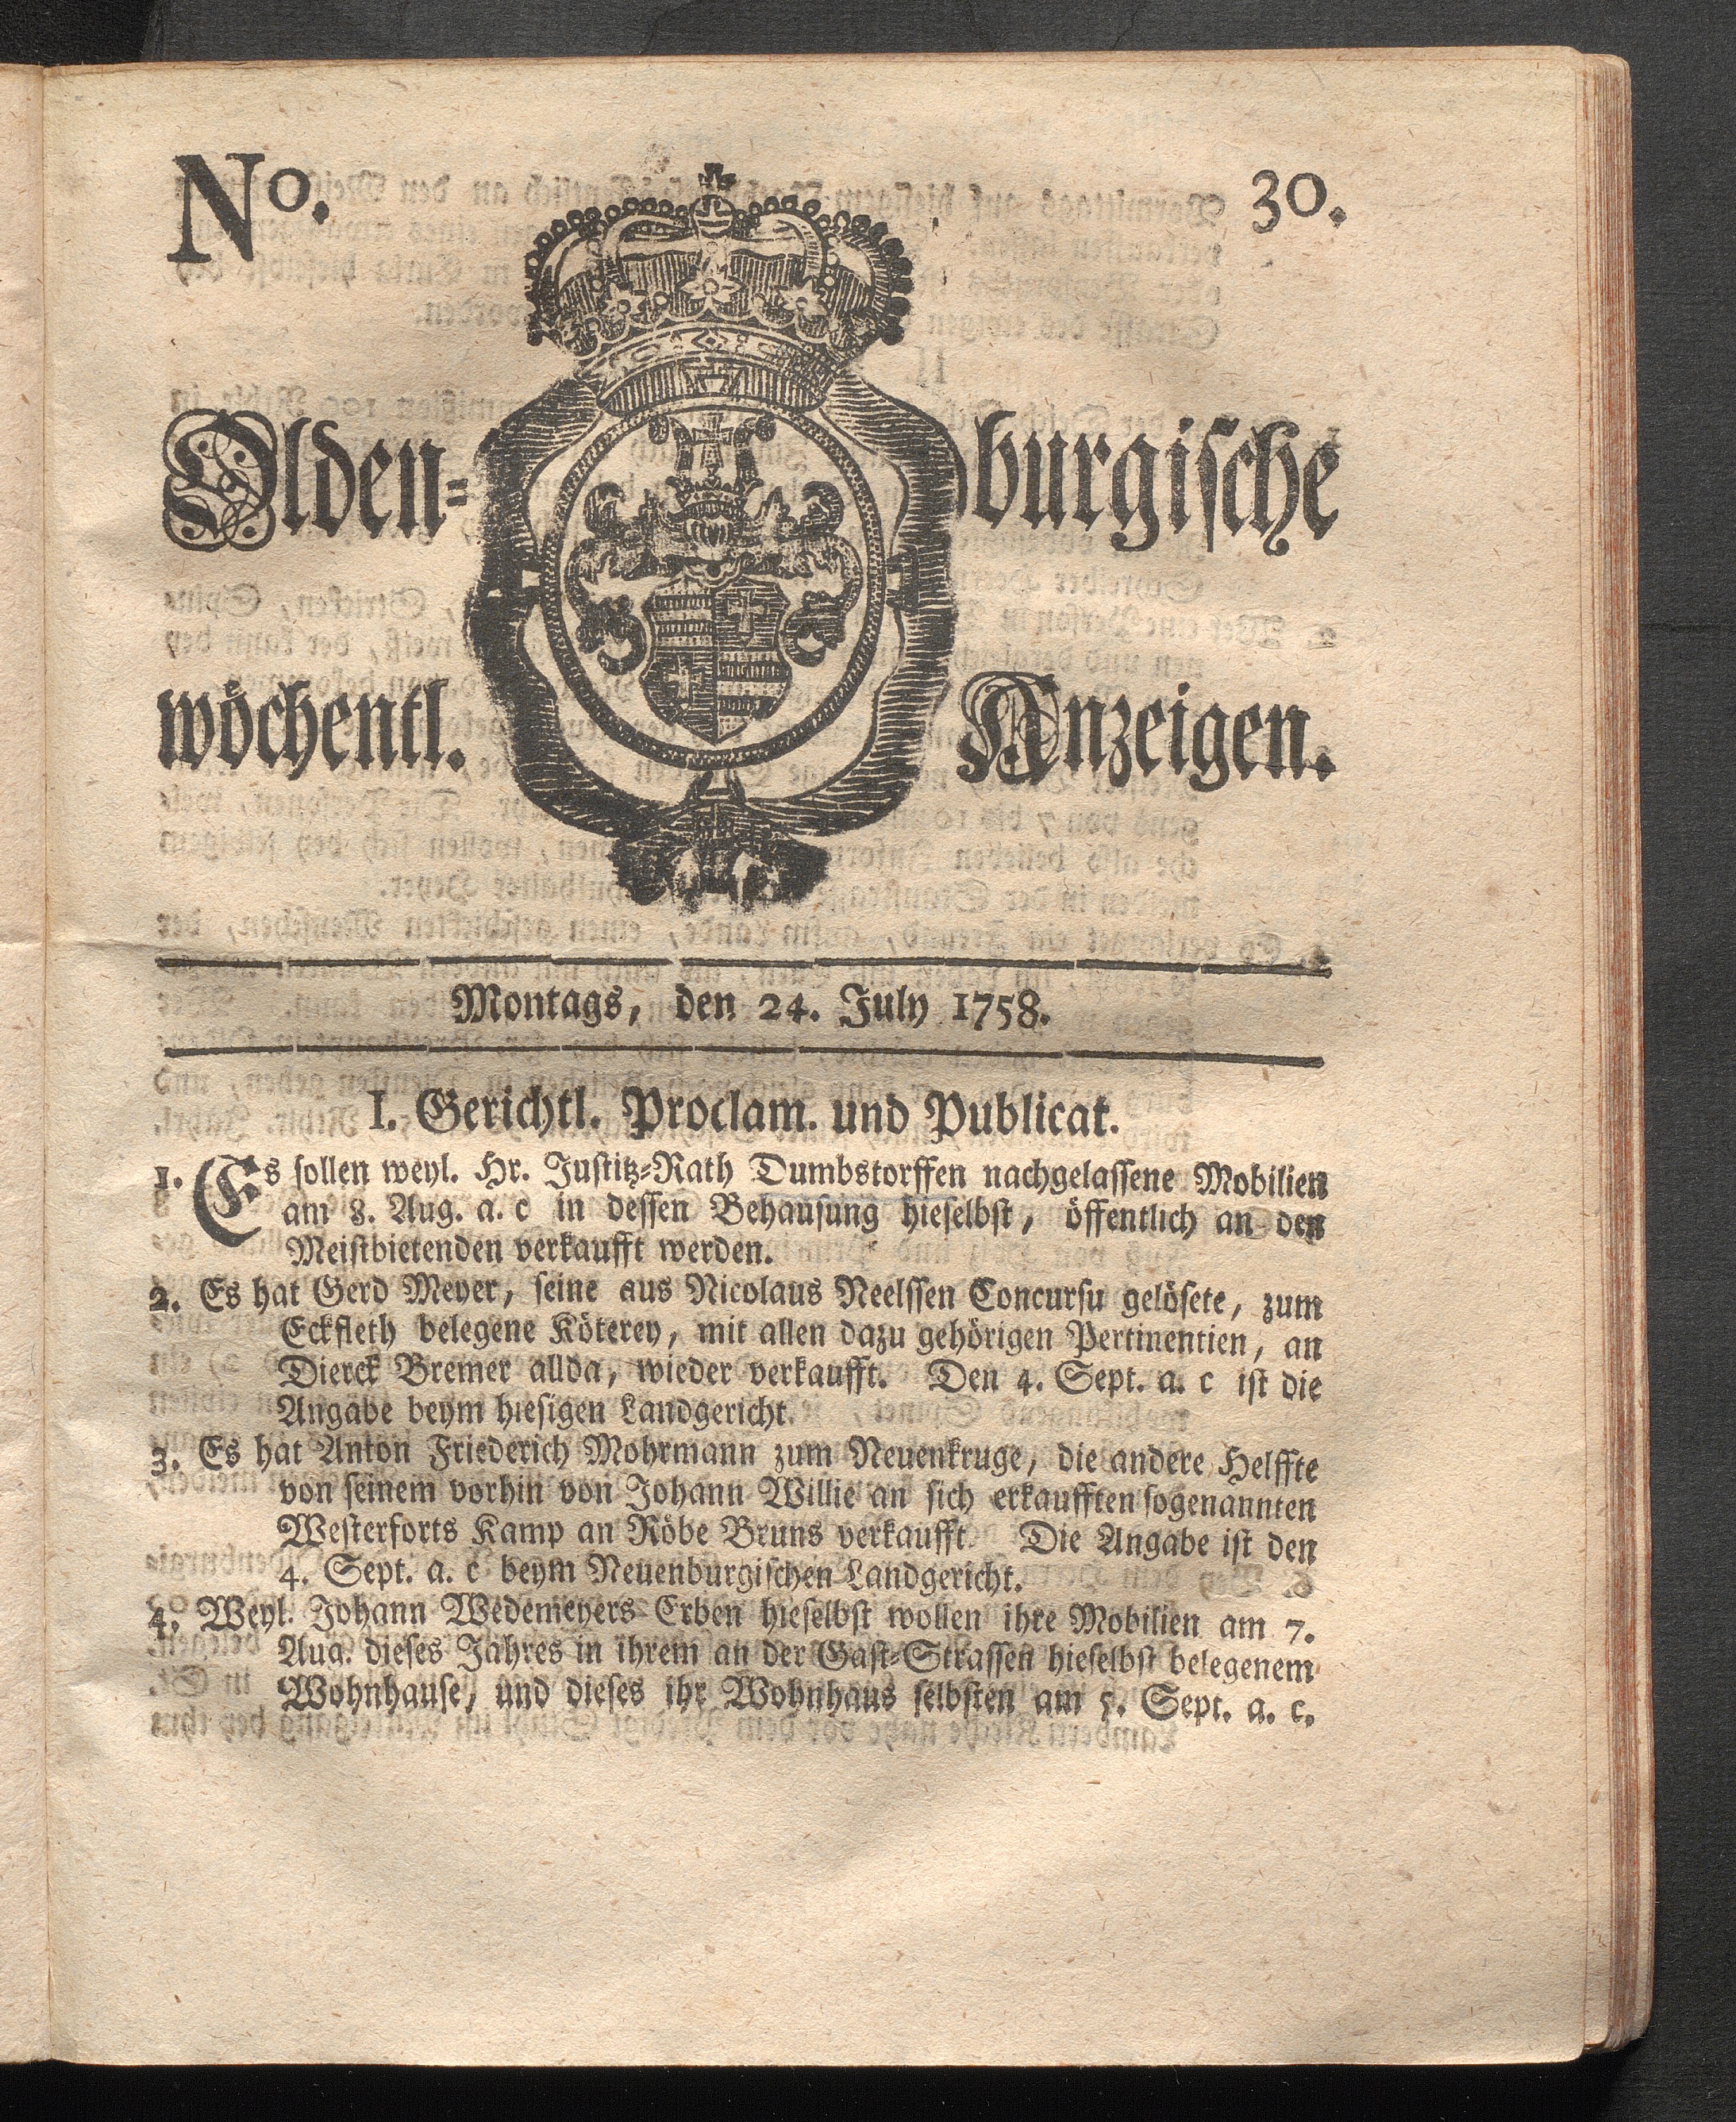 No. 30.
Olden- burgische
wöchentl. Anzeigen.
Montags, den 24. July 1758.
I. Gerichtl. Proclam. und Publicat.
1. Es sollen weyl. Hr. Justitz-Rath Dumbstorffen nachgelassene Mobilien
am 8. Aug. a. c in dessen Behausung hieselbst, öffentlich an den
Meistbietenden verkaufft werden.
2. Es hat Gerd Meyer, seine aus Nicolaus Neelssen Concursu gelösete, zum
Eckfleth belegene Köterey, mit allen dazu gehörigen Pertinentien, an
Dierck Bremer allda, wieder verkaufft. Den 4. Sept. a. c ist die
Angabe beym hiesigen Landgericht.
3. Es hat Anton Friederich Mohrmann zum Neuenkruge, die andere Helffte
von seinem vorhin von Johann Willie an sich erkaufften sogenannten
Westerforts Kamp an Röbe Bruns verkaufft. Die Angabe ist den
4. Sept. a. c beym Neuenburgischen Landgericht.
4. Weyl. Johann Wedemeyers Erben hieselbst wollen ihre Mobilien am 7.
Aug. dieses Jahres in ihrem an der Gast-Strassen hieselbst belegenem
Wohnhause, und dieses ihr Wohnhaus selbsten am 5. Sept. a. c.